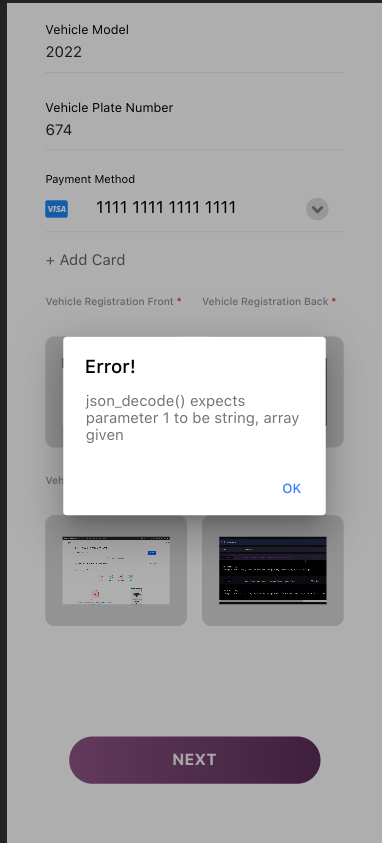 Vehicle Model
2022
Vehicle Plate Number
674
Payment Method
VISA 1111 1111 1111 1111
+ Add Card
Vehicle Registration Front * Vehicle Registration Back *
Error!
json_decode() expects
parameter 1 to be string, array
given
OK
NEXT